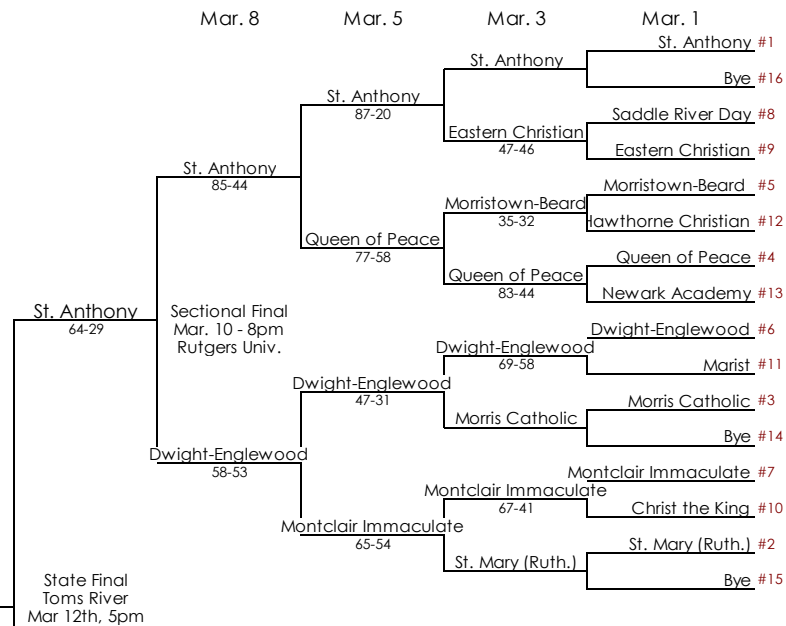 Mar. 8 Mar. 5 Mar. 3 Mar. 1
St. Anthony #1
St. Anthony
Bye #16
St. Anthony
87-20
Saddle River Day #8
Eastern Christian
47-46
Eastern Christian #9
St. Anthony
85-44
Morristown-Beard #5
Morristown-Beard
35-32
Hawthorne Christian #12
Queen of Peace
77-58
Queen of Peace #4
Queen of Peace
83-44
Newark Academy #13
St. Anthony
64-29
Sectional Final
Mar. 10 - 8pm
Rutgers Univ.
Dwight-Englewood #6
Dwight-Englewood
69-58
Marist #11
Dwight-Englewood
47-31
Morris Catholic #3
Morris Catholic
Bye #14
Dwight-Englewood
58-53
Montclair Immaculate #7
Montclair Immaculate
67-41
Christ the King #10
Montclair Immaculate
65-54
St. Mary (Ruth.) #2
St. Mary (Ruth.)
Bye #15
State Final
Toms River
Mar 12th, 5pm